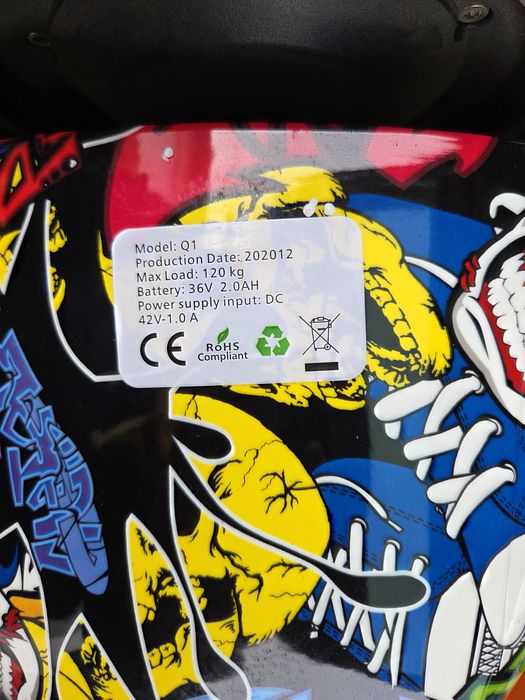 Model: Q1
Production Date: 202012
Max Load: 120 kg
Battery: 36V 2.0AH
Power supply input: DC
42V-1.0 A
CE
RoHS
Compliant